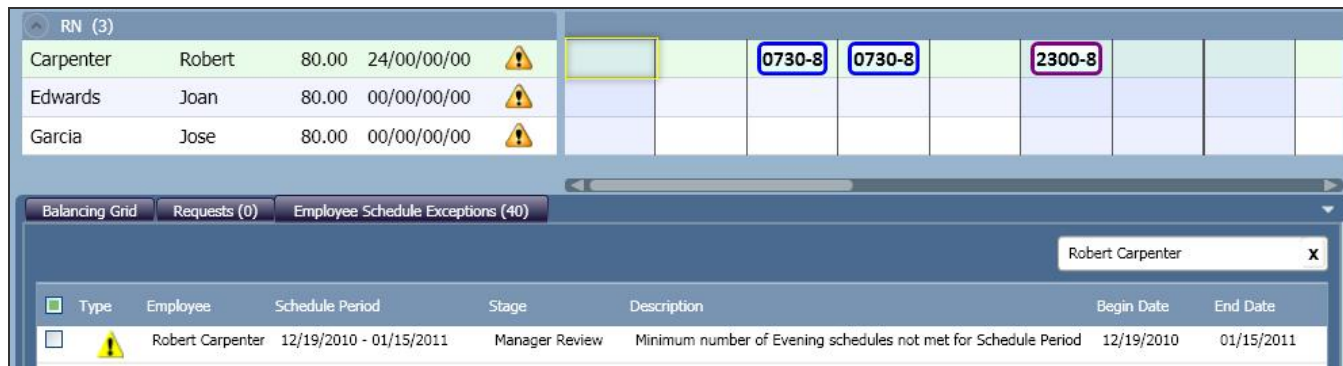 RN (3)
Carpenter Robert 80.00 24/00/00/00 0730-8 0730-8 2300-8
Edwards Joan 80.00 00/00/00/00
Garcia Jose 80.00 00/00/00/00
Balancing Grid Requests (0) Employee Schedule Exceptions (40)
Robert Carpenter x
Type Employee Schedule Period Stage Description Begin Date End Date
Robert Carpenter 12/19/2010 - 01/15/2011 Manager Review Minimum number of Evening schedules not met for Schedule Period 12/19/2010 01/15/2011